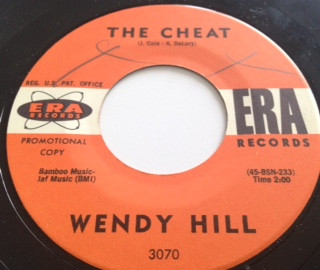 THE CHEAT
(J. Cole - A. DeLory)
REG. U.S. PAT. OFFICE
ERA
RECORDS
ERA
RECORDS
PROMOTIONAL
COPY
Bamboo Music-
Jaf Music (BMI)
(45-BSN-233)
Time 2:00
WENDY HILL
3070